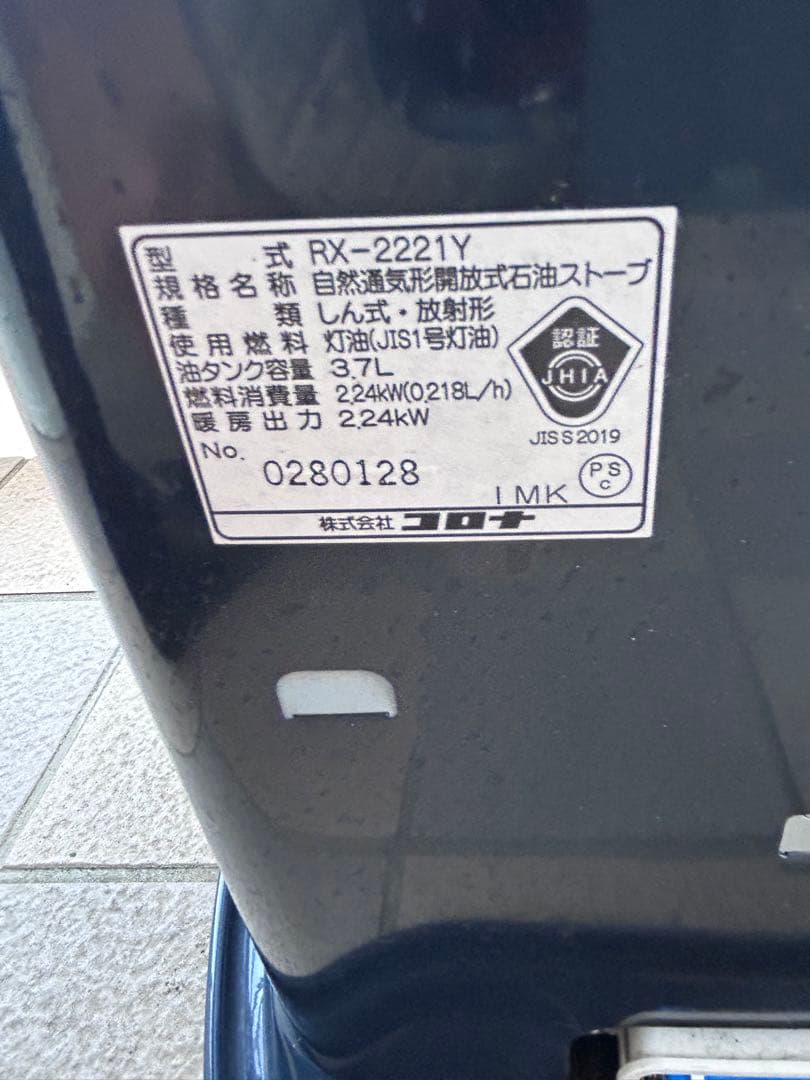 型式 RX-2221Y
規格名称 自然通気形開放式石油ストーブ
種類 しん式・放射形
使用燃料 灯油(JIS1号灯油)
油タンク容量 3.7L
燃料消費量 2.24kW(0.218L/h)
暖房出力 2.24kW
認証
JHIA
JIS S 2019
No. 0280128
1MK
PS
C
株式会社 コロナ